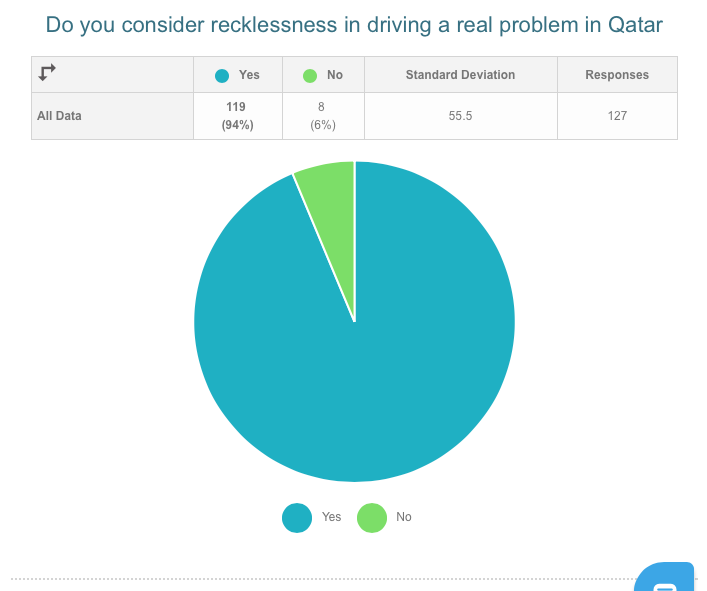 Do you consider recklessness in driving a real problem in Qatar
Yes No Standard Deviation Responses
All Data 119 (94%) 8 (6%) 55.5 127
Yes No